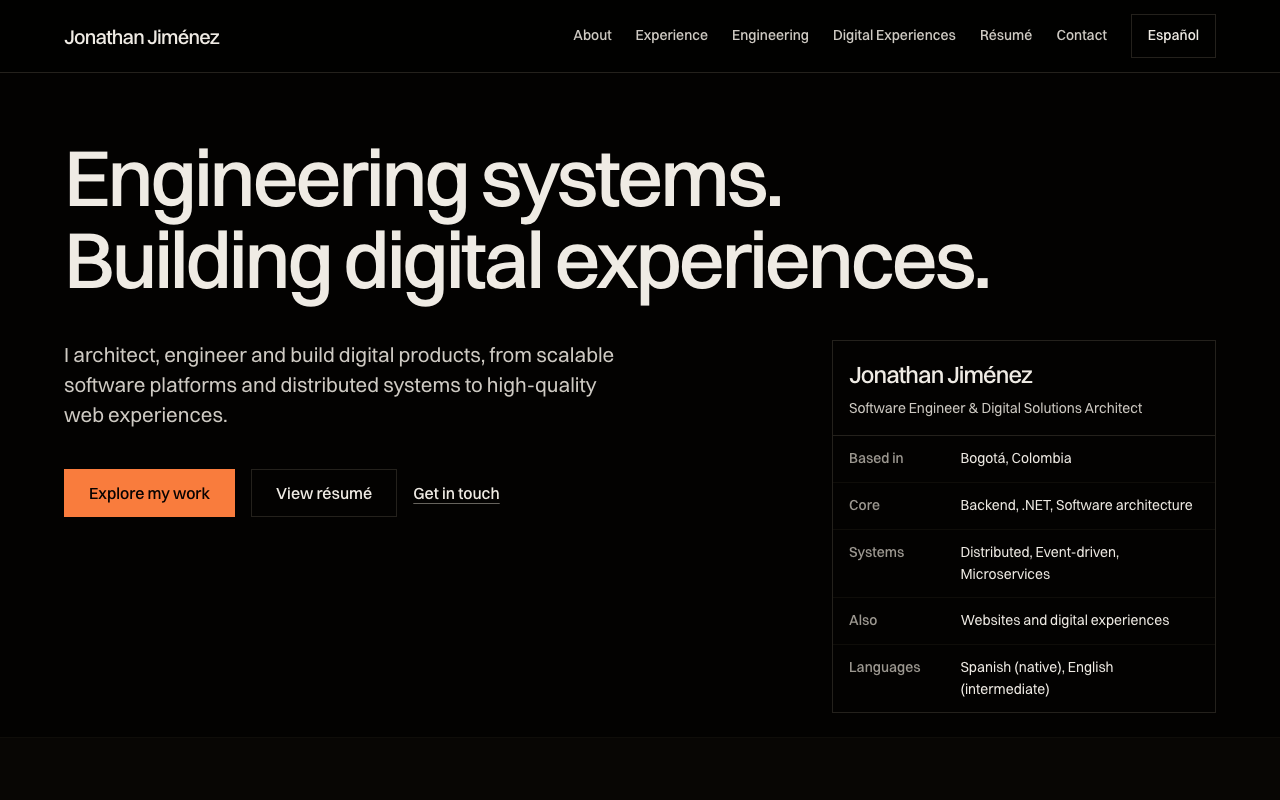 Jonathan Jiménez
About
Experience
Engineering
Digital Experiences
Résumé
Contact
Español
Engineering systems.
Building digital experiences.
I architect, engineer and build digital products, from scalable
software platforms and distributed systems to high-quality
web experiences.
Explore my work
View résumé
Get in touch
Jonathan Jiménez
Software Engineer & Digital Solutions Architect
Based in
Bogotá, Colombia
Core
Backend, .NET, Software architecture
Systems
Distributed, Event-driven,
Microservices
Also
Websites and digital experiences
Languages
Spanish (native), English
(intermediate)